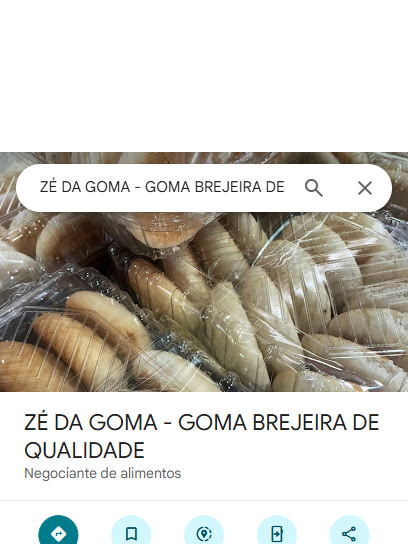 ZÉ DA GOMA - GOMA BREJEIRA DE
ZÉ DA GOMA - GOMA BREJEIRA DE
QUALIDADE
Negociante de alimentos